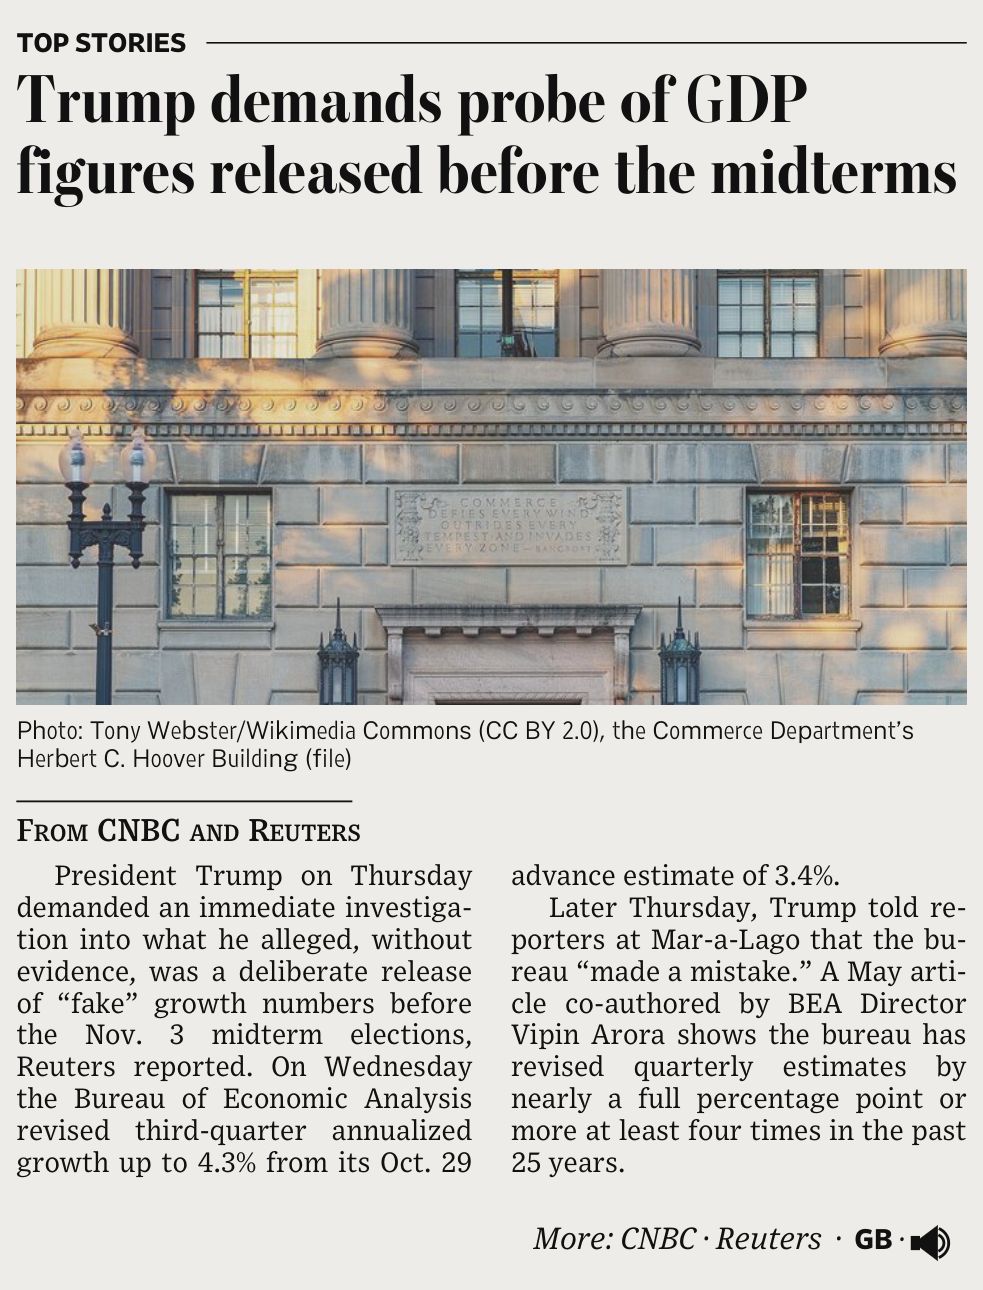 TOP STORIES
Trump demands probe of GDP
figures released before the midterms
COMMERCE
DEFIES EVERY WIND
OUTRIDES EVERY
TEMPEST·AND INVADES
EVERY ZONE — BANCROFT
Photo: Tony Webster/Wikimedia Commons (CC BY 2.0), the Commerce Department’s
Herbert C. Hoover Building (file)
FROM CNBC AND REUTERS
President Trump on Thursday
demanded an immediate investiga-
tion into what he alleged, without
evidence, was a deliberate release
of “fake” growth numbers before
the Nov. 3 midterm elections,
Reuters reported. On Wednesday
the Bureau of Economic Analysis
revised third-quarter annualized
growth up to 4.3% from its Oct. 29
advance estimate of 3.4%.
Later Thursday, Trump told re-
porters at Mar-a-Lago that the bu-
reau “made a mistake.” A May arti-
cle co-authored by BEA Director
Vipin Arora shows the bureau has
revised quarterly estimates by
nearly a full percentage point or
more at least four times in the past
25 years.
More: CNBC · Reuters · GB ·